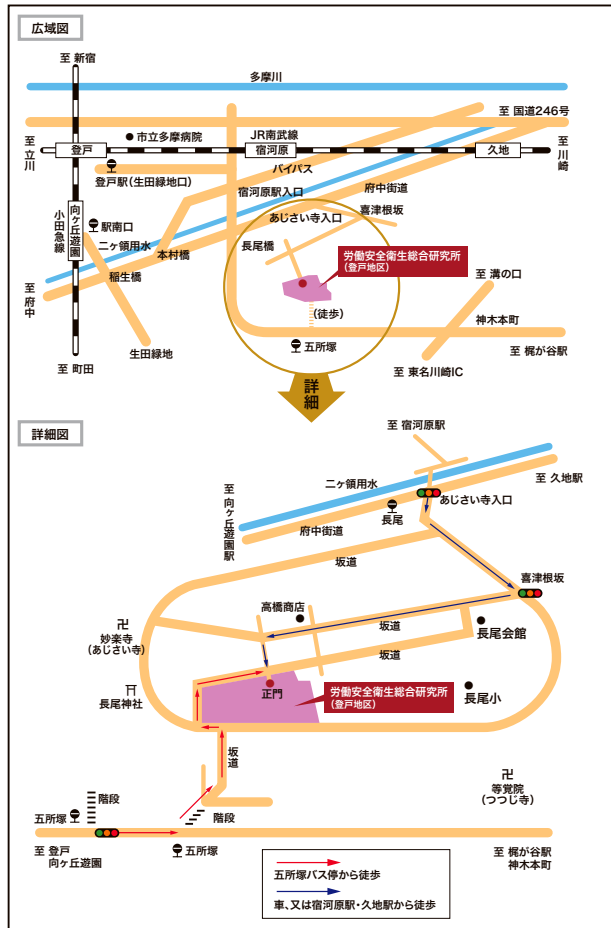 広域図
至 新宿
多摩川
至 国道246号
市立多摩病院
JR南武線
至 立川
登戸
宿河原
久地
至 川崎
バイパス
登戸駅(生田緑地口)
宿河原駅入口
府中街道
向ヶ丘遊園
小田急線
駅南口
あじさい寺入口
喜津根坂
二ヶ領用水
本村橋
長尾橋
労働安全衛生総合研究所
(登戸地区)
稲生橋
至 府中
至 溝の口
(徒歩)
神木本町
五所塚
生田緑地
至 町田
至 東名川崎IC
至 梶が谷駅
詳細
詳細図
至 宿河原駅
二ヶ領用水
至 久地駅
あじさい寺入口
至 向ヶ丘遊園駅
長尾
府中街道
坂道
喜津根坂
高橋商店
妙楽寺
(あじさい寺)
坂道
長尾会館
坂道
労働安全衛生総合研究所
(登戸地区)
正門
長尾小
長尾神社
坂道
等覚院
(つつじ寺)
階段
五所塚
階段
五所塚
至 登戸
向ヶ丘遊園
至 梶が谷駅
神木本町
五所塚バス停から徒歩
車、又は宿河原駅・久地駅から徒歩